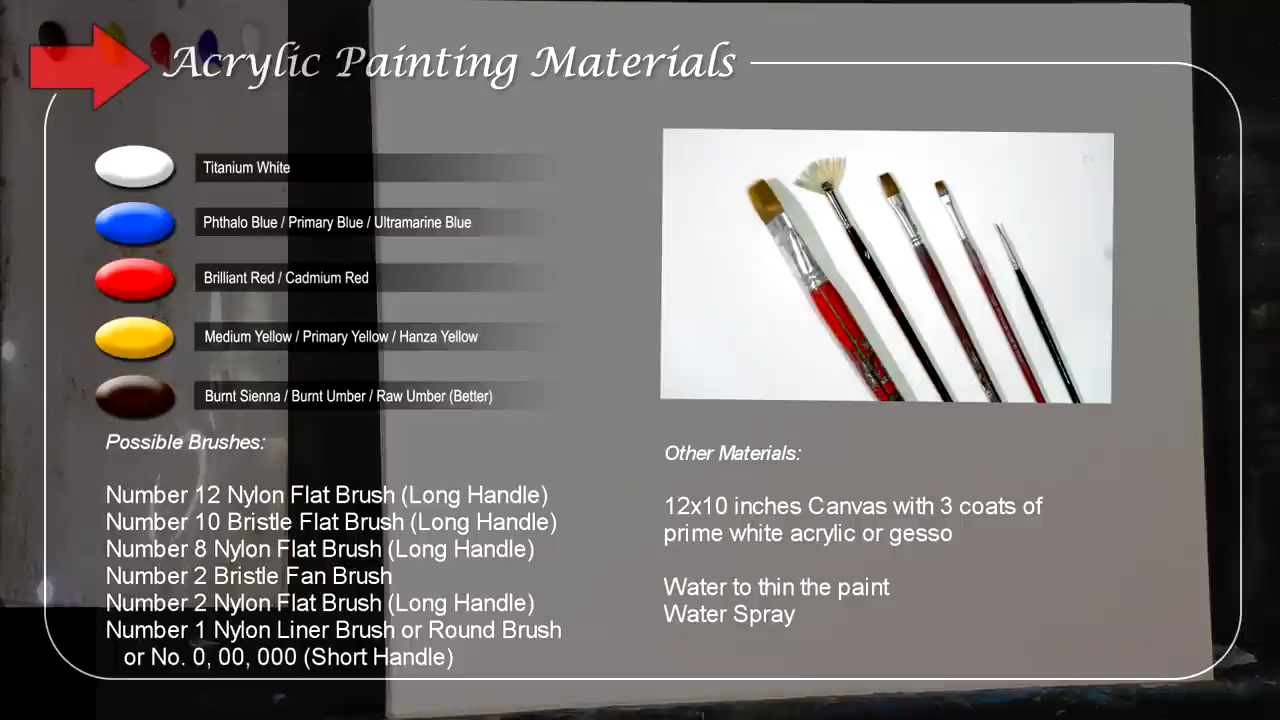 Acrylic Painting Materials
Titanium White
Phthalo Blue / Primary Blue / Ultramarine Blue
Brilliant Red / Cadmium Red
Medium Yellow / Primary Yellow / Hanza Yellow
Burnt Sienna / Burnt Umber / Raw Umber (Better)
Possible Brushes:
Number 12 Nylon Flat Brush (Long Handle)
Number 10 Bristle Flat Brush (Long Handle)
Number 8 Nylon Flat Brush (Long Handle)
Number 2 Bristle Fan Brush
Number 2 Nylon Flat Brush (Long Handle)
Number 1 Nylon Liner Brush or Round Brush
or No. 0, 00, 000 (Short Handle)
Other Materials:
12x10 inches Canvas with 3 coats of
prime white acrylic or gesso
Water to thin the paint
Water Spray